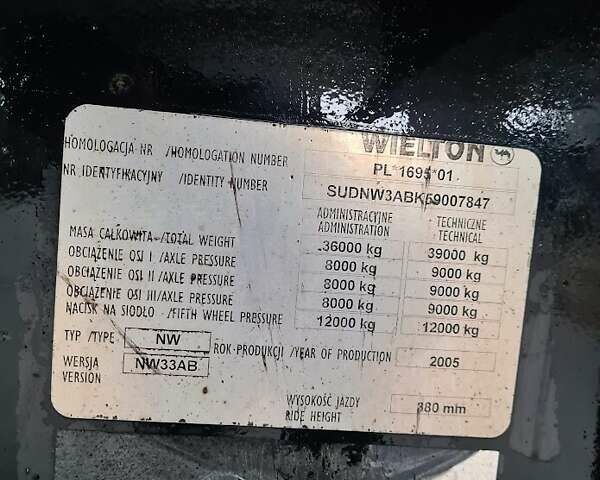 WIELTON
HOMOLOGACJA NR /HOMOLOGATION NUMBER PL*1695*01
NR IDENTYFIKACYJNY /IDENTITY NUMBER SUDNW3ABK59007847
ADMINISTRACYJNE TECHNICZNE
ADMINISTRATION TECHNICAL
MASA CAŁKOWITA /TOTAL WEIGHT 36000 kg 39000 kg
OBCIĄŻENIE OSI I /AXLE PRESSURE 8000 kg 9000 kg
OBCIĄŻENIE OSI II /AXLE PRESSURE 8000 kg 9000 kg
OBCIĄŻENIE OSI III /AXLE PRESSURE 8000 kg 9000 kg
NACISK NA SIODŁO /FIFTH WHEEL PRESSURE 12000 kg 12000 kg
TYP /TYPE NW ROK PRODUKCJI /YEAR OF PRODUCTION 2005
WERSJA NW33AB
VERSION
WYSOKOŚĆ JAZDY 380 mm
RIDE HEIGHT